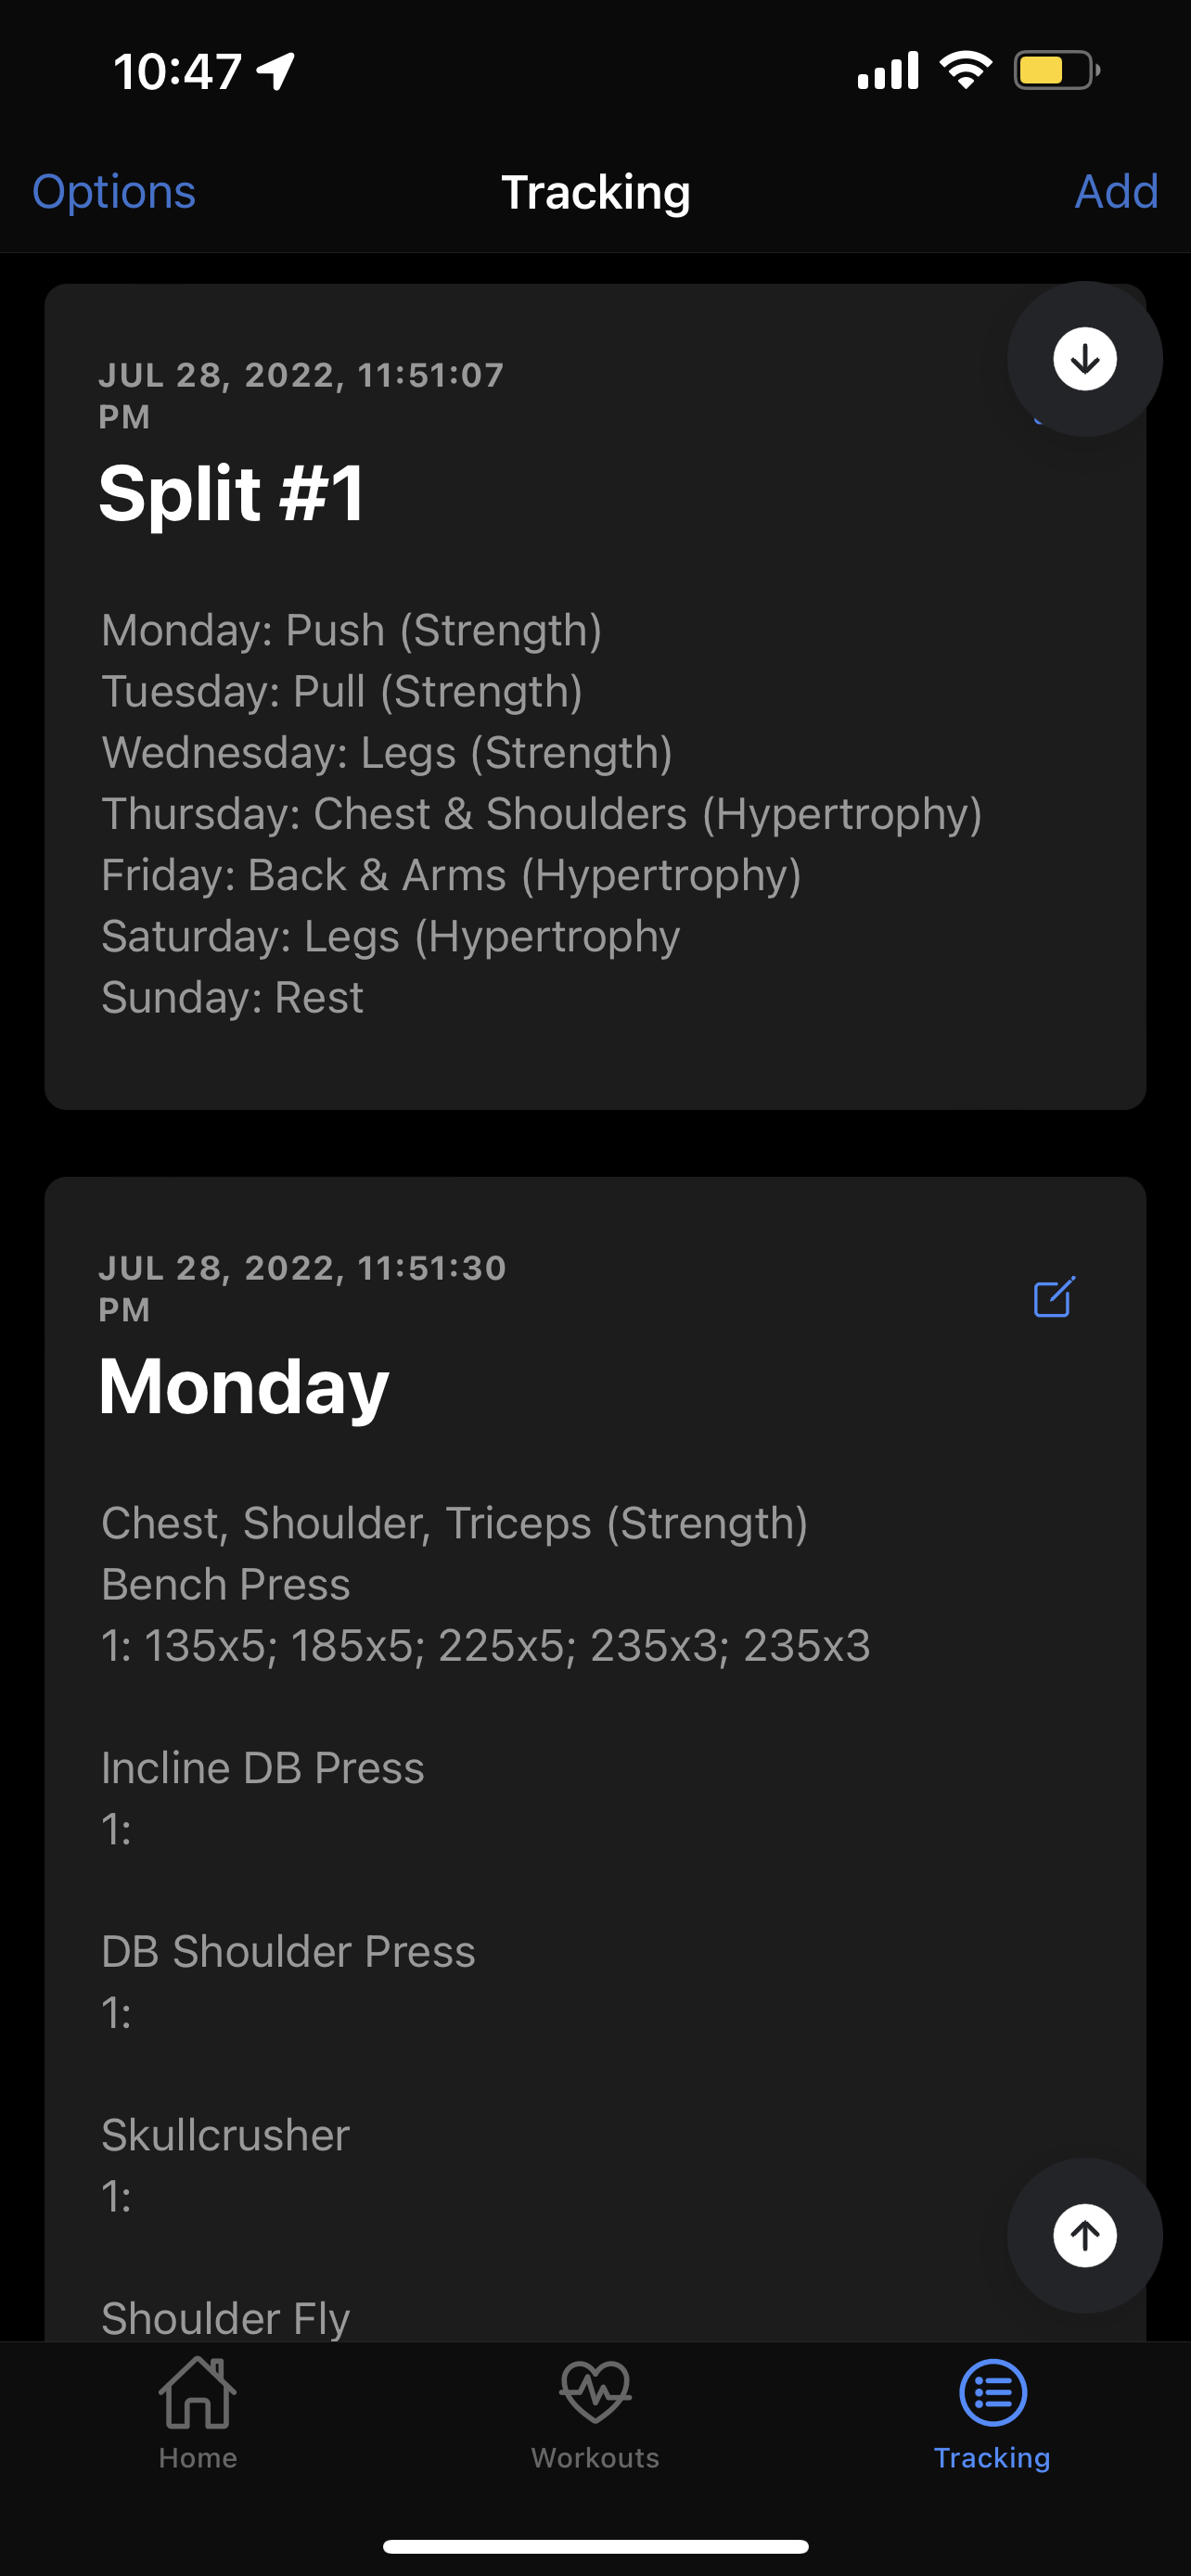 10:47
Options
Tracking
Add
JUL 28, 2022, 11:51:07
PM
Split #1
Monday: Push (Strength)
Tuesday: Pull (Strength)
Wednesday: Legs (Strength)
Thursday: Chest & Shoulders (Hypertrophy)
Friday: Back & Arms (Hypertrophy)
Saturday: Legs (Hypertrophy
Sunday: Rest
JUL 28, 2022, 11:51:30
PM
Monday
Chest, Shoulder, Triceps (Strength)
Bench Press
1: 135x5; 185x5; 225x5; 235x3; 235x3
Incline DB Press
1:
DB Shoulder Press
1:
Skullcrusher
1:
Shoulder Fly
Home
Workouts
Tracking